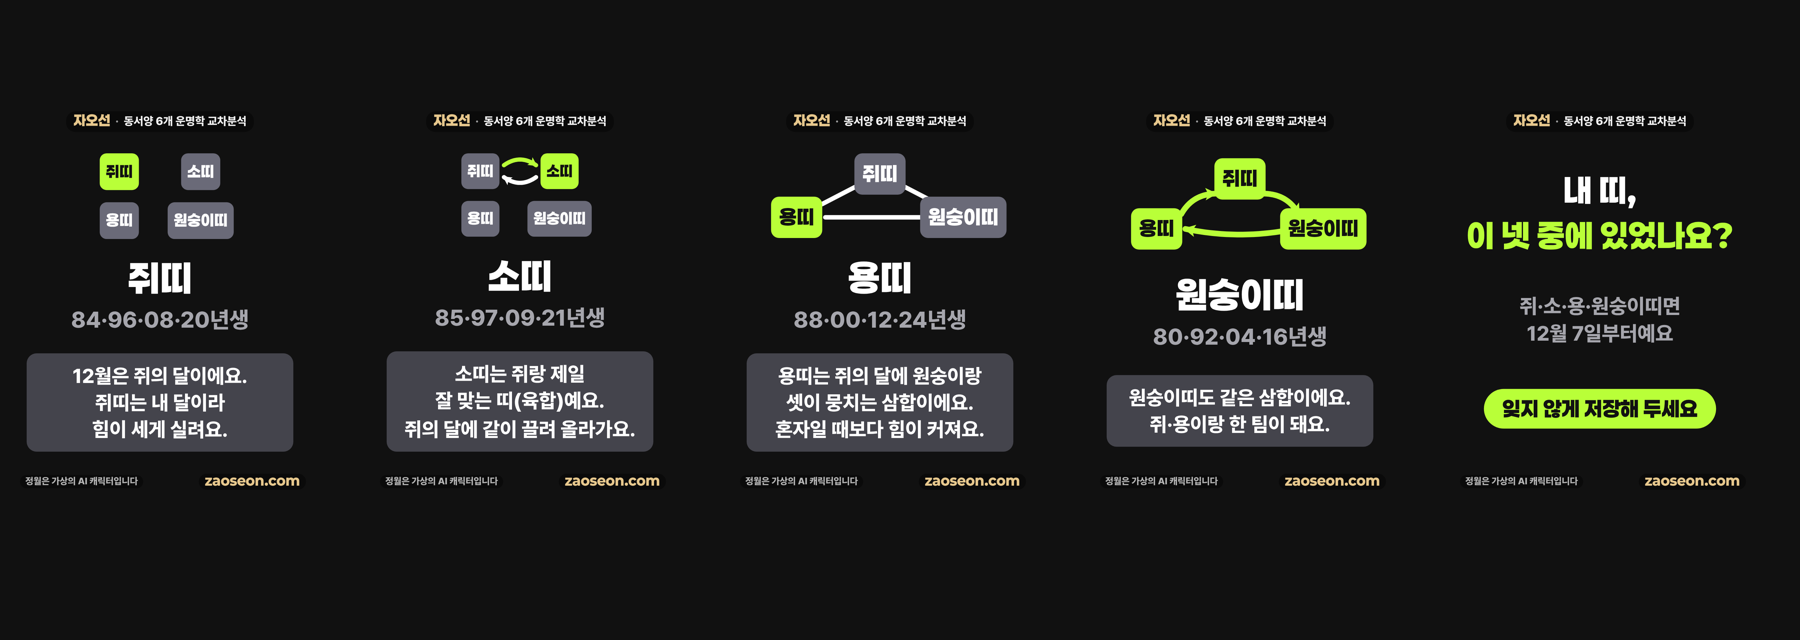 자오선 · 동서양 6개 운명학 교차분석
쥐띠
소띠
용띠
원숭이띠
쥐띠
84·96·08·20년생
12월은 쥐의 달이에요.
쥐띠는 내 달이라
힘이 세게 실려요.
정월은 가상의 AI 캐릭터입니다
zaoseon.com
자오선 · 동서양 6개 운명학 교차분석
쥐띠
소띠
용띠
원숭이띠
소띠
85·97·09·21년생
소띠는 쥐랑 제일
잘 맞는 띠(육합)예요.
쥐의 달에 같이 끌려 올라가요.
정월은 가상의 AI 캐릭터입니다
zaoseon.com
자오선 · 동서양 6개 운명학 교차분석
쥐띠
용띠
원숭이띠
용띠
88·00·12·24년생
용띠는 쥐의 달에 원숭이랑
셋이 뭉치는 삼합이에요.
혼자일 때보다 힘이 커져요.
정월은 가상의 AI 캐릭터입니다
zaoseon.com
자오선 · 동서양 6개 운명학 교차분석
쥐띠
용띠
원숭이띠
원숭이띠
80·92·04·16년생
원숭이띠도 같은 삼합이에요.
쥐·용이랑 한 팀이 돼요.
정월은 가상의 AI 캐릭터입니다
zaoseon.com
자오선 · 동서양 6개 운명학 교차분석
내 띠,
이 넷 중에 있었나요?
쥐·소·용·원숭이띠면
12월 7일부터예요
잊지 않게 저장해 두세요
정월은 가상의 AI 캐릭터입니다
zaoseon.com